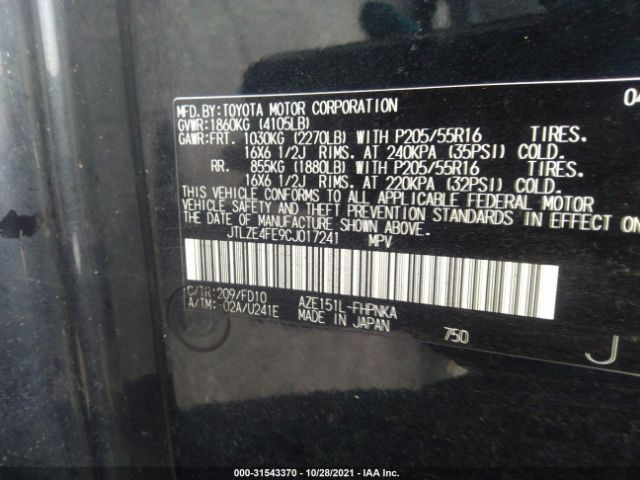 MFD.BY:TOYOTA MOTOR CORPORATION 04
GVWR:1860KG (4105LB)
GAWR:FRT. 1030KG (2270LB) WITH P205/55R16 TIRES.
16X6 1/2J RIMS. AT 240KPA (35PSI) COLD.
RR. 855KG (1880LB) WITH P205/55R16 TIRES.
16X6 1/2J RIMS. AT 220KPA (32PSI) COLD.
THIS VEHICLE CONFORMS TO ALL APPLICABLE FEDERAL MOTOR
VEHICLE SAFETY AND THEFT PREVENTION STANDARDS IN EFFECT O
THE DATE OF MANUFACTURE SHOWN ABOVE.
JTLZE4FE9CJ017241 MPV
C/TR:209/FD10 AZE151L-FHPNKA
A/TM:-02A/U241E MADE IN JAPAN 750 J
000-31543370 - 10/28/2021 - IAA Inc.